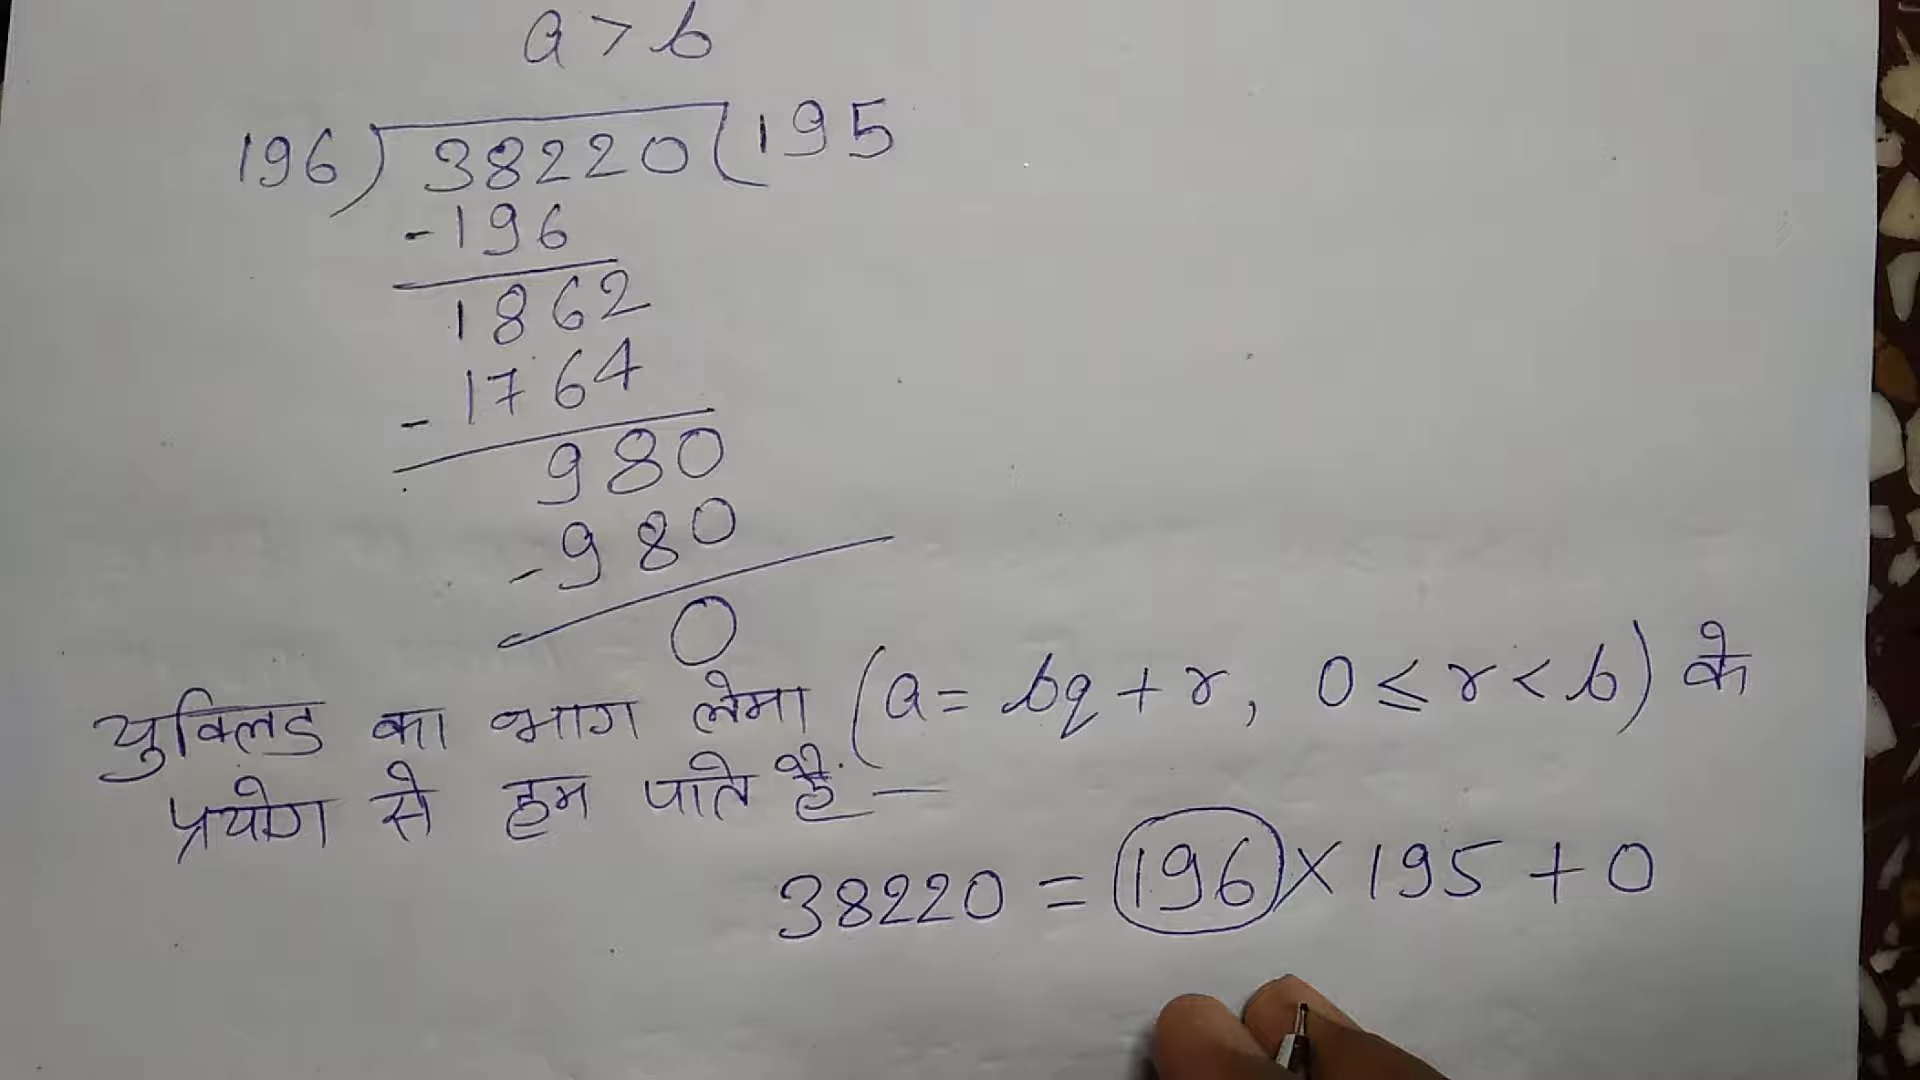 a > b
196) 38220 (195
-196
1862
-1764
980
-980
0
युक्लिड का भाग लेमा (a = bq + r, 0 ≤ r < b) के
प्रयोग से हम पाते हैं:—
38220 = 196 × 195 + 0